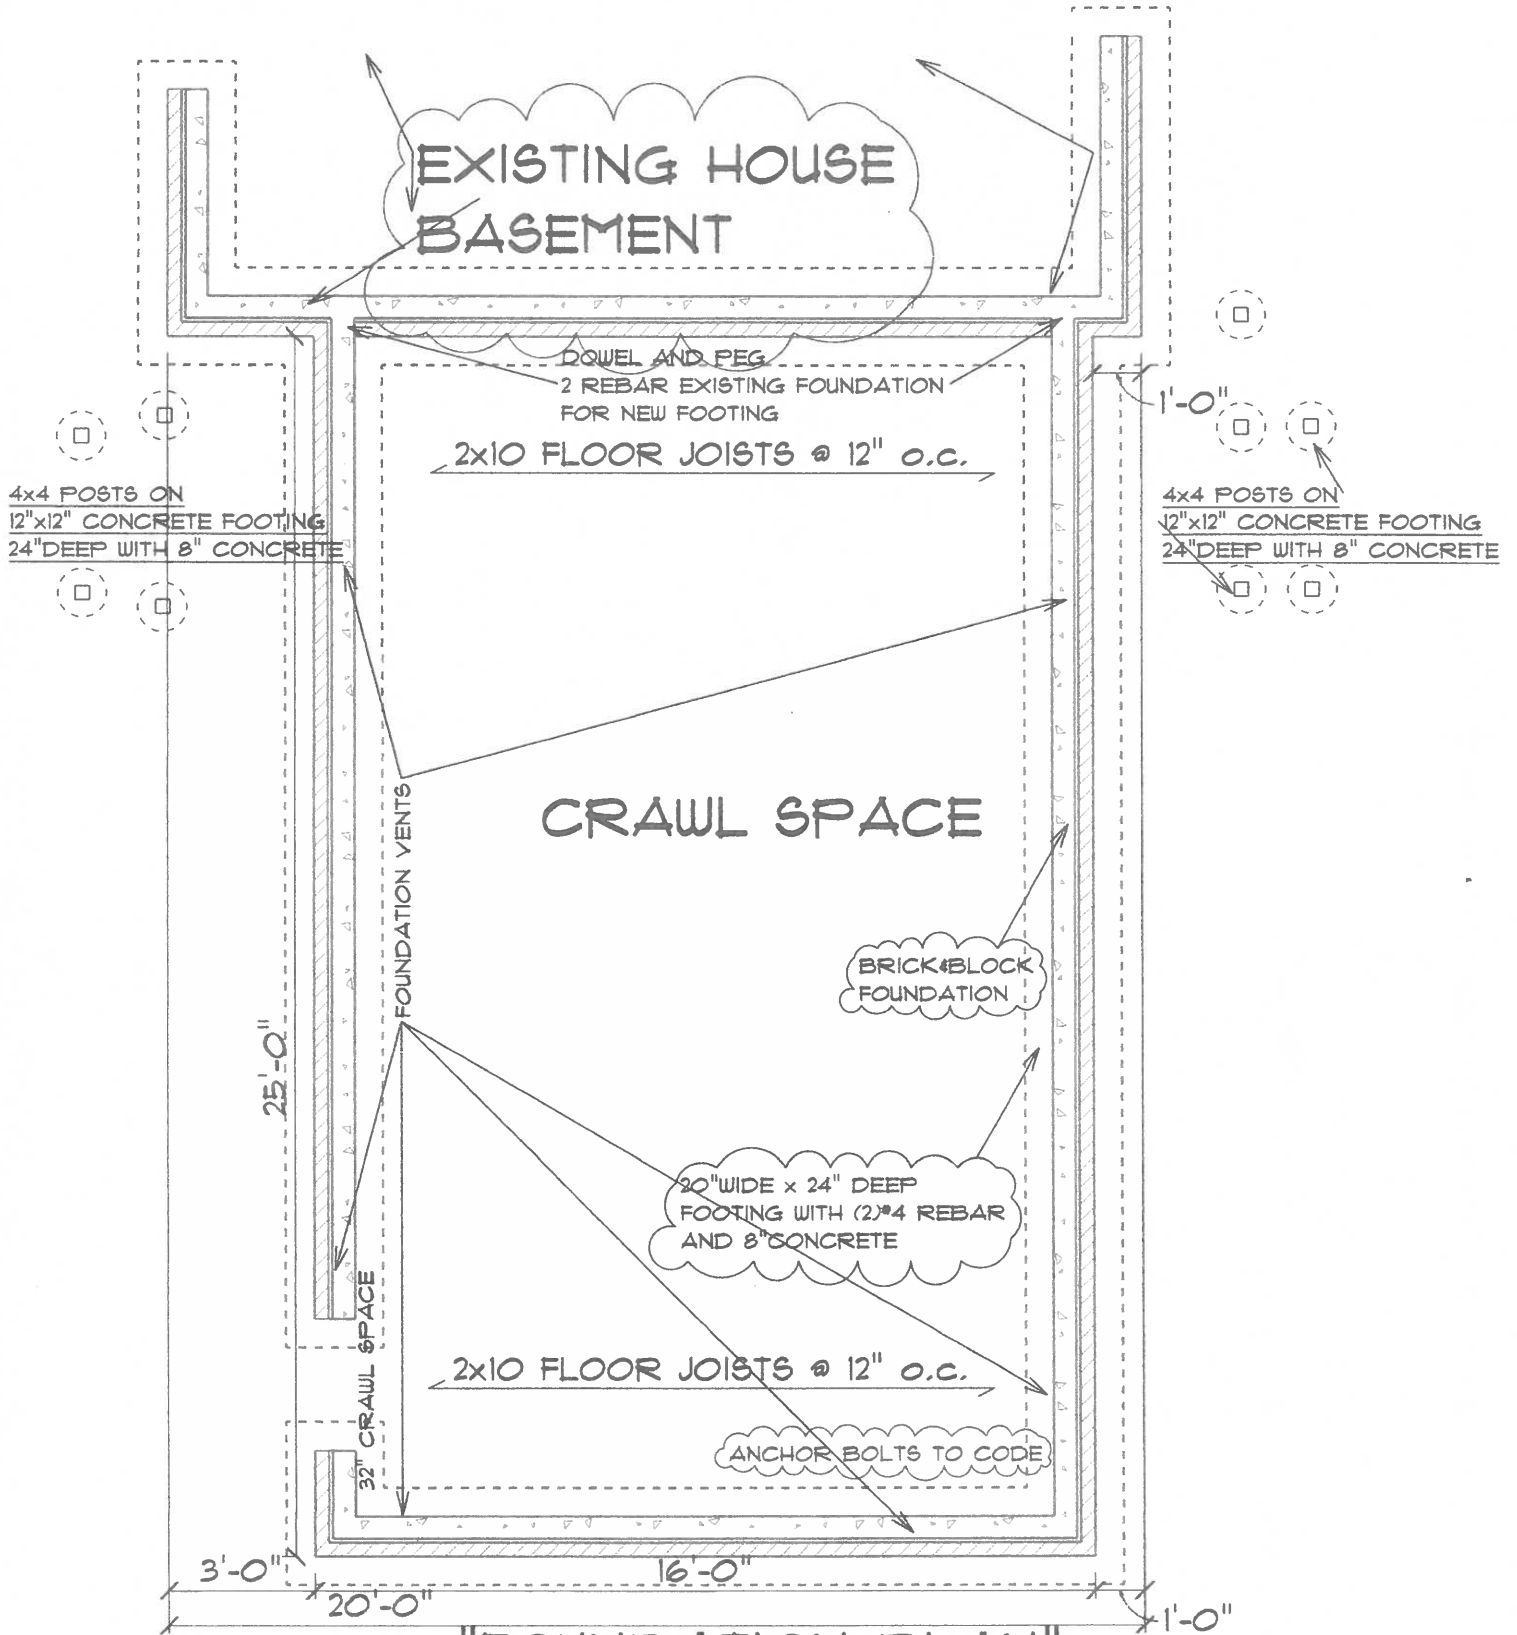 EXISTING HOUSE
BASEMENT
DOWEL AND PEG
2 REBAR EXISTING FOUNDATION
FOR NEW FOOTING
1'-0"
2x10 FLOOR JOISTS @ 12" o.c.
4x4 POSTS ON
12"x12" CONCRETE FOOTING
24"DEEP WITH 8" CONCRETE
4x4 POSTS ON
12"x12" CONCRETE FOOTING
24"DEEP WITH 8" CONCRETE
FOUNDATION VENTS
CRAWL SPACE
BRICK&BLOCK
FOUNDATION
25'-0"
20"WIDE x 24" DEEP
FOOTING WITH (2)#4 REBAR
AND 8"CONCRETE
32" CRAWL SPACE
2x10 FLOOR JOISTS @ 12" o.c.
ANCHOR BOLTS TO CODE
3'-0"
16'-0"
20'-0"
1'-0"